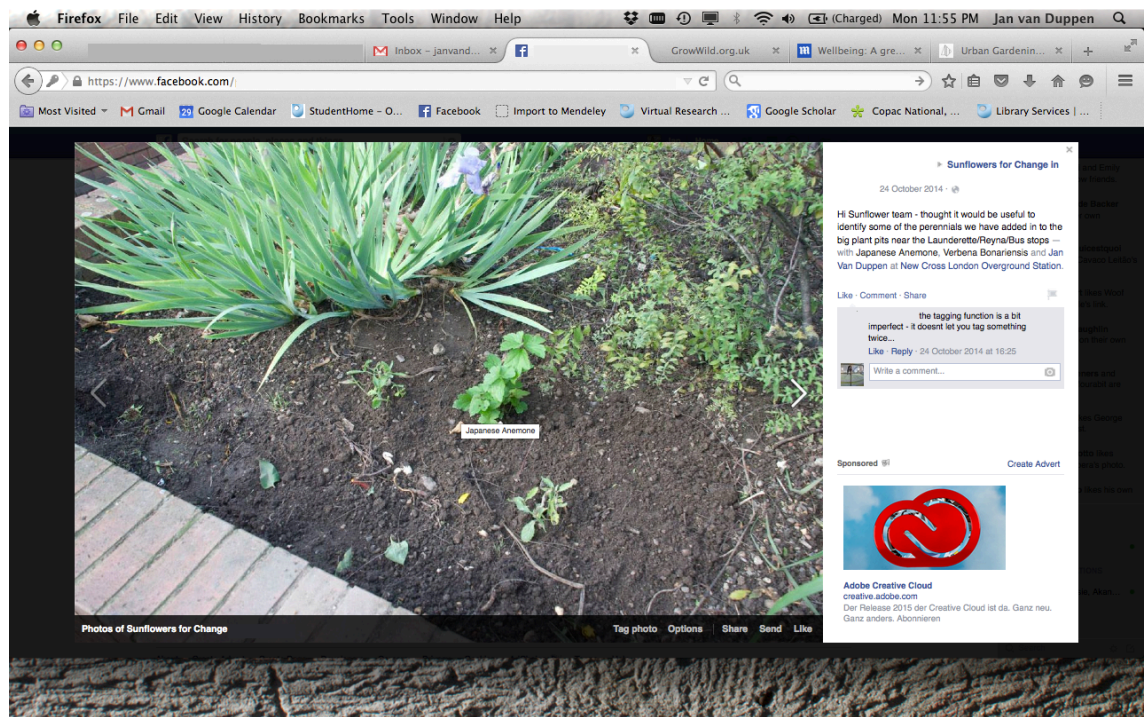 Firefox File Edit View History Bookmarks Tools Window Help (Charged) Mon 11:55 PM Jan van Duppen
Inbox – janvand... GrowWild.org.uk Wellbeing: A gre... Urban Gardenin...
https://www.facebook.com/
Most Visited Gmail 29 Google Calendar StudentHome – O... Facebook Import to Mendeley Virtual Research ... Google Scholar Copac National, ... Library Services | ...
Sunflowers for Change in
24 October 2014 ·
Hi Sunflower team - thought it would be useful to
identify some of the perennials we have added in to the
big plant pits near the Launderette/Reyna/Bus stops —
with Japanese Anemone, Verbena Bonariensis and Jan
Van Duppen at New Cross London Overground Station.
Like · Comment · Share
the tagging function is a bit
imperfect - it doesnt let you tag something
twice...
Like · Reply · 24 October 2014 at 16:25
Write a comment...
Japanese Anemone
Sponsored
Create Advert
Adobe Creative Cloud
creative.adobe.com
Der Release 2015 der Creative Cloud ist da. Ganz neu.
Ganz anders. Abonnieren
Photos of Sunflowers for Change
Tag photo Options Share Send Like